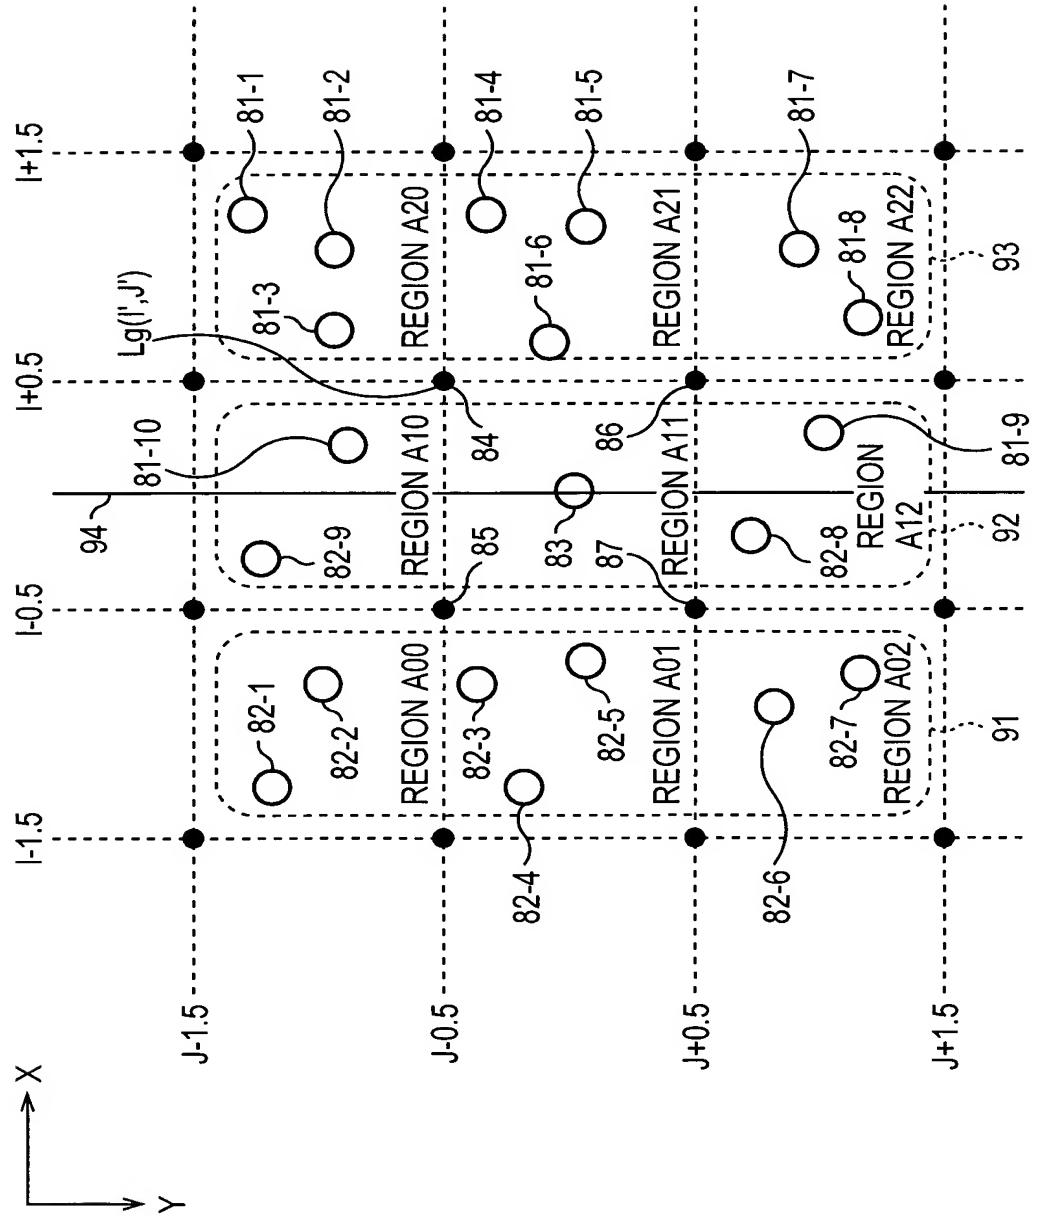 X
I-1.5
I-0.5
I+0.5
I+1.5
94
Lg(I',J')
81-10
Y
J-1.5
82-1
81-3
81-1
82-2
82-9
81-2
REGION A00
REGION A10
REGION A20
J-0.5
82-3
85
84
81-4
82-4
81-6
83
82-5
87
86
81-5
REGION A01
REGION A11
REGION A21
J+0.5
82-6
81-7
82-7
82-8
81-8
REGION A02
REGION
A12
REGION A22
J+1.5
91
92
81-9
93